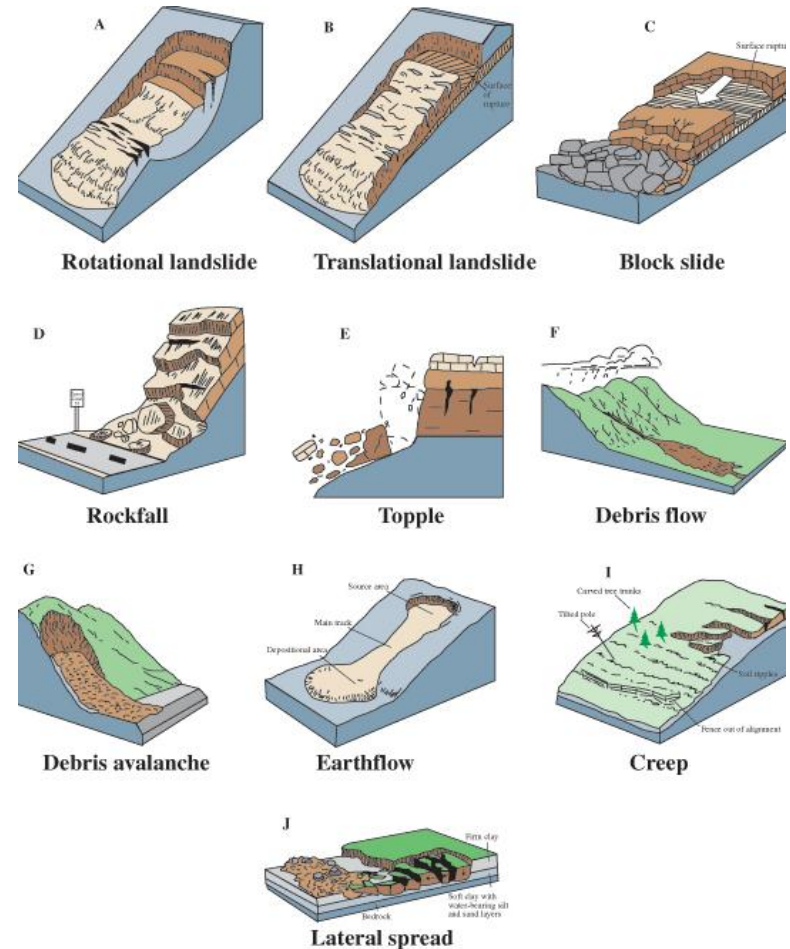 A
B
C
Surface rupture
Surface
of
rupture
Rotational landslide
Translational landslide
Block slide
D
E
F
Rockfall
Topple
Debris flow
G
H
I
Source area
Main track
Depositional area
Curved tree trunks
Tilted pole
Soil ripples
Fence out of alignment
Debris avalanche
Earthflow
Creep
J
Firm clay
Soft clay with
water-bearing silt
and sand layers
Bedrock
Lateral spread